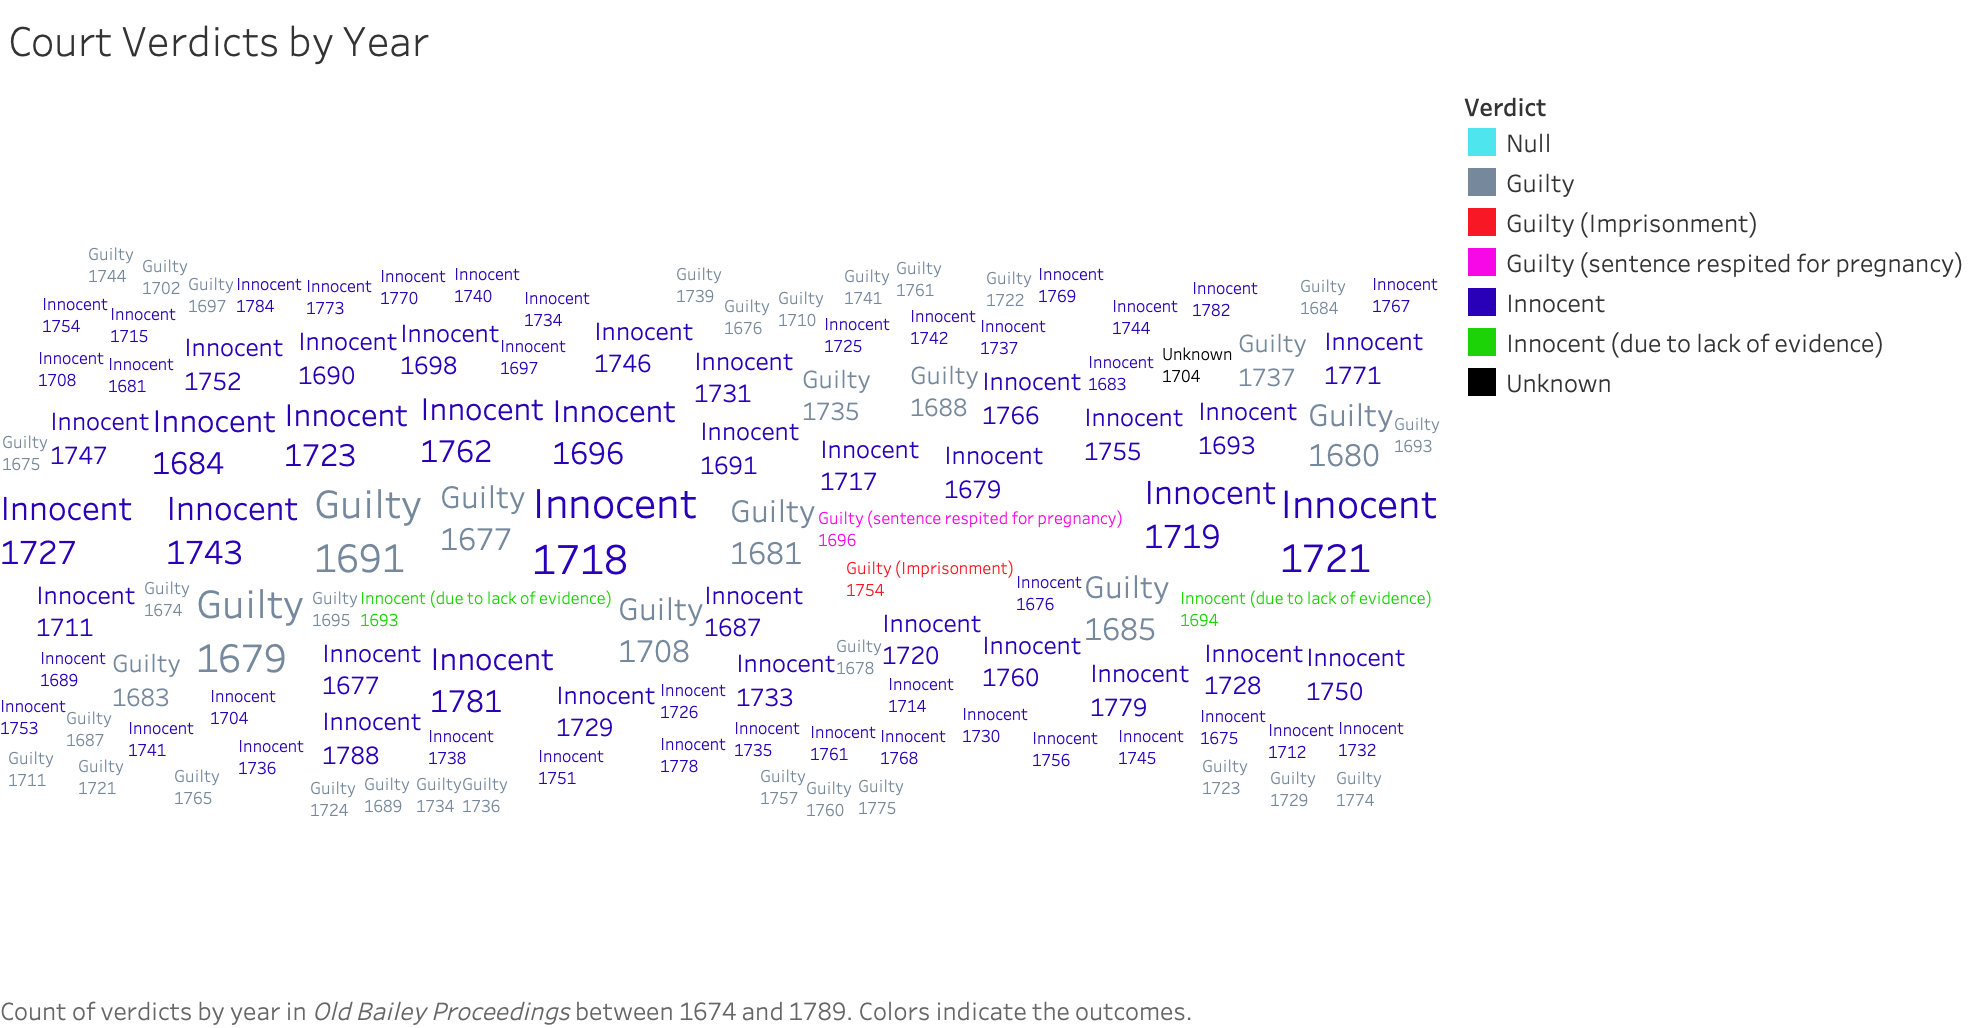 Court Verdicts by Year
Verdict
Null
Guilty
Guilty (Imprisonment)
Guilty (sentence respited for pregnancy)
Innocent
Innocent (due to lack of evidence)
Unknown
Guilty
1744
Guilty
1702
Guilty
1697
Innocent
1784
Innocent
1773
Innocent
1770
Innocent
1740
Innocent
1734
Guilty
1739
Guilty
1676
Guilty
1710
Guilty
1741
Guilty
1761
Guilty
1722
Innocent
1769
Innocent
1744
Innocent
1782
Guilty
1684
Innocent
1767
Innocent
1754
Innocent
1715
Innocent
1725
Innocent
1742
Innocent
1737
Innocent
1708
Innocent
1681
Innocent
1752
Innocent
1690
Innocent
1698
Innocent
1697
Innocent
1746
Innocent
1731
Guilty
1735
Guilty
1688
Innocent
1766
Innocent
1683
Unknown
1704
Guilty
1737
Innocent
1771
Guilty
1675
Innocent
1747
Innocent
1684
Innocent
1723
Innocent
1762
Innocent
1696
Innocent
1691
Innocent
1717
Innocent
1679
Innocent
1755
Innocent
1693
Guilty
1680
Guilty
1693
Innocent
1727
Innocent
1743
Guilty
1691
Guilty
1677
Innocent
1718
Guilty
1681
Guilty (sentence respited for pregnancy)
1696
Innocent
1719
Innocent
1721
Guilty (Imprisonment)
1754
Innocent
1711
Guilty
1674
Guilty
1679
Guilty
1695
Innocent (due to lack of evidence)
1693
Guilty
1708
Innocent
1687
Innocent
1676
Guilty
1685
Innocent (due to lack of evidence)
1694
Innocent
1689
Guilty
1683
Innocent
1704
Innocent
1677
Innocent
1781
Innocent
1729
Innocent
1726
Innocent
1733
Guilty
1678
Innocent
1720
Innocent
1714
Innocent
1760
Innocent
1779
Innocent
1728
Innocent
1750
Innocent
1753
Guilty
1687
Innocent
1741
Innocent
1736
Innocent
1788
Innocent
1738
Innocent
1751
Innocent
1778
Innocent
1735
Innocent
1761
Innocent
1768
Innocent
1730
Innocent
1756
Innocent
1745
Innocent
1675
Innocent
1712
Innocent
1732
Guilty
1711
Guilty
1721
Guilty
1765
Guilty
1724
Guilty
1689
Guilty
1734
Guilty
1736
Guilty
1757
Guilty
1760
Guilty
1775
Guilty
1723
Guilty
1729
Guilty
1774
Count of verdicts by year in Old Bailey Proceedings between 1674 and 1789. Colors indicate the outcomes.